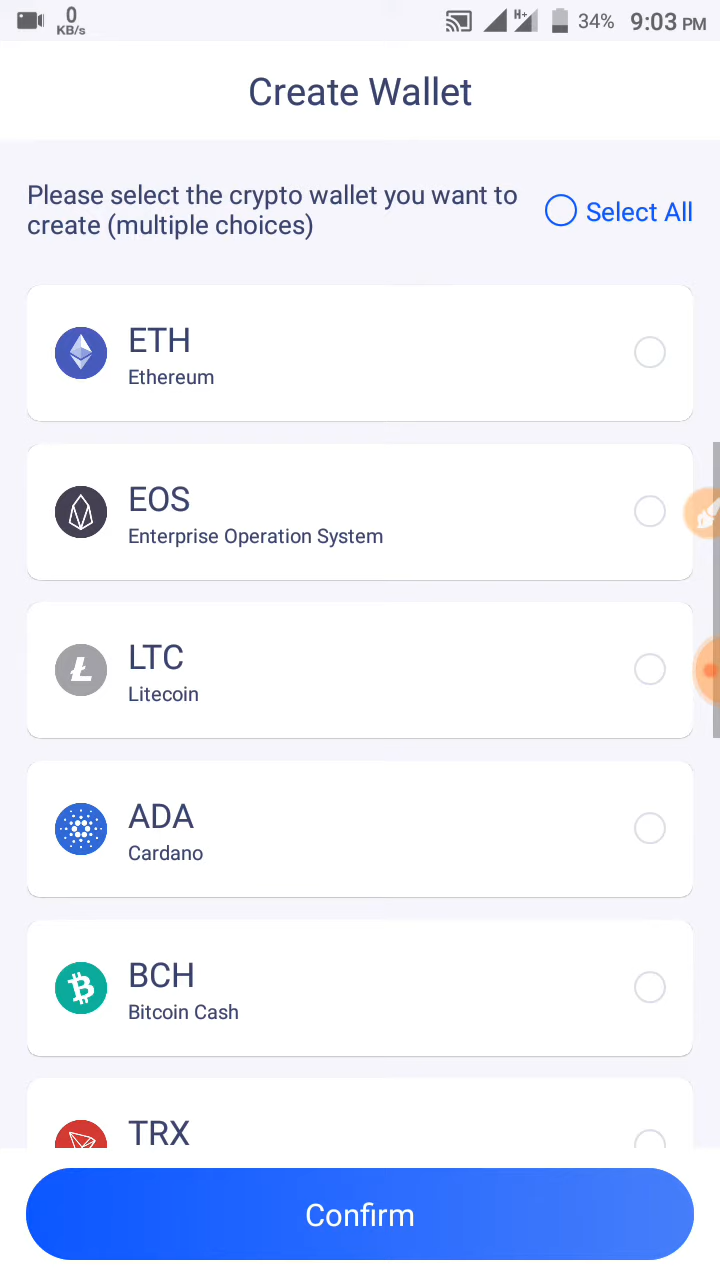 0
KB/s
H+
34%
9:03 PM
Create Wallet
Please select the crypto wallet you want to
create (multiple choices)
Select All
ETH
Ethereum
EOS
Enterprise Operation System
LTC
Litecoin
ADA
Cardano
BCH
Bitcoin Cash
TRX
Confirm